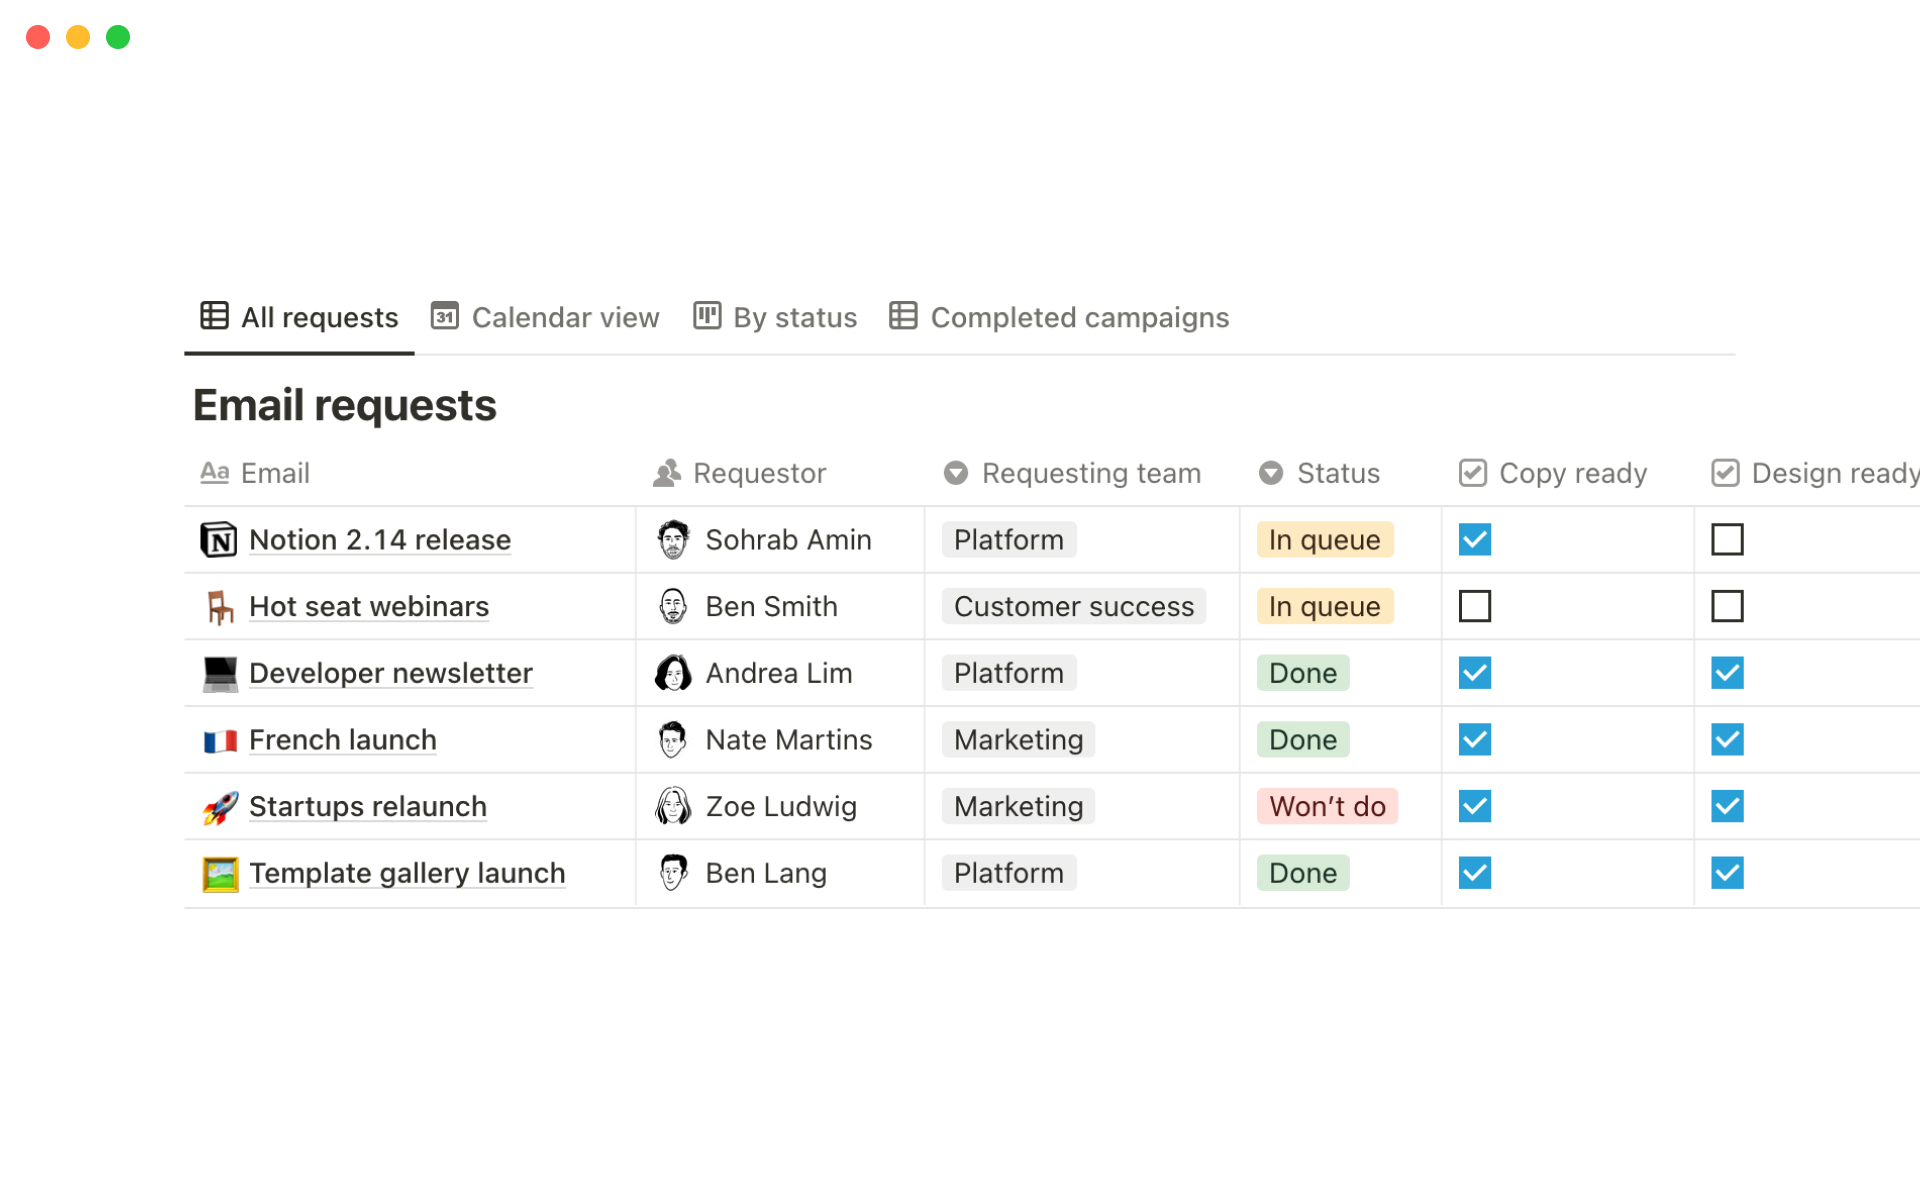 All requests 31 Calendar view By status Completed campaigns
Email requests
Aa Email Requestor Requesting team Status Copy ready Design ready
N Notion 2.14 release Sohrab Amin Platform In queue
Hot seat webinars Ben Smith Customer success In queue
Developer newsletter Andrea Lim Platform Done
French launch Nate Martins Marketing Done
Startups relaunch Zoe Ludwig Marketing Won’t do
Template gallery launch Ben Lang Platform Done